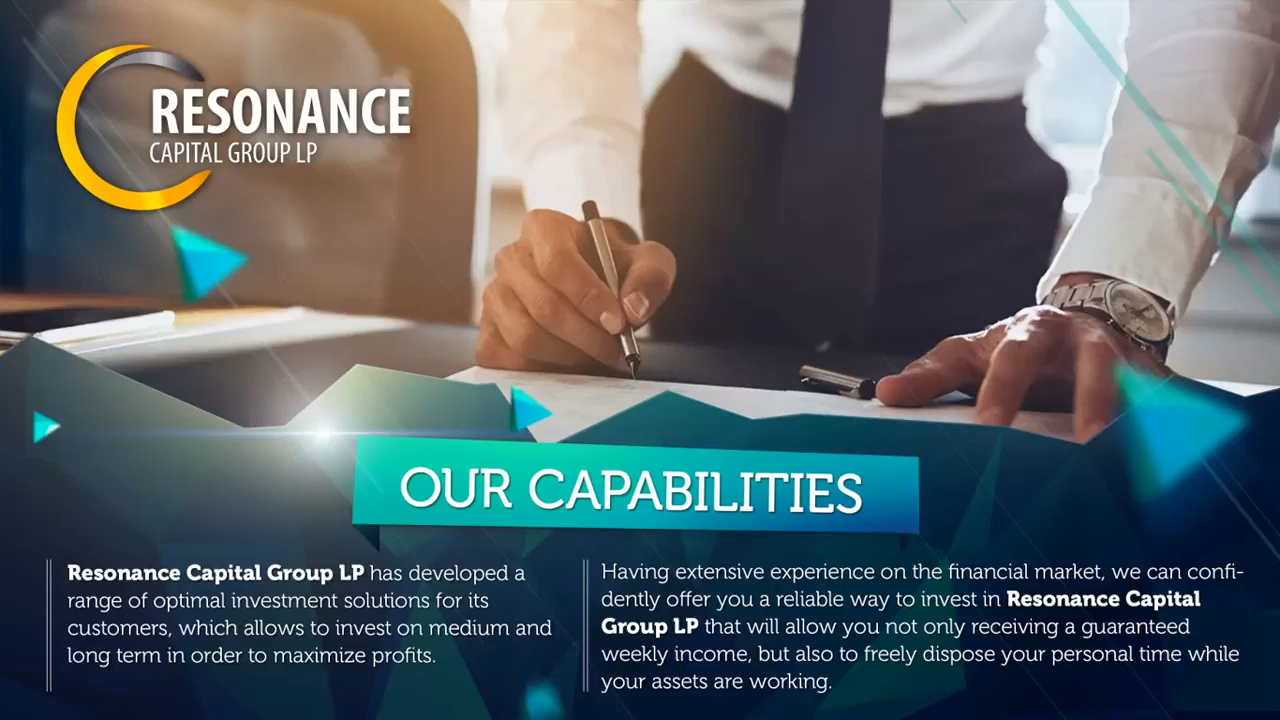 RESONANCE
CAPITAL GROUP LP
OUR CAPABILITIES
Resonance Capital Group LP has developed a
range of optimal investment solutions for its
customers, which allows to invest on medium and
long term in order to maximize profits.
Having extensive experience on the financial market, we can confi-
dently offer you a reliable way to invest in Resonance Capital
Group LP that will allow you not only receiving a guaranteed
weekly income, but also to freely dispose your personal time while
your assets are working.